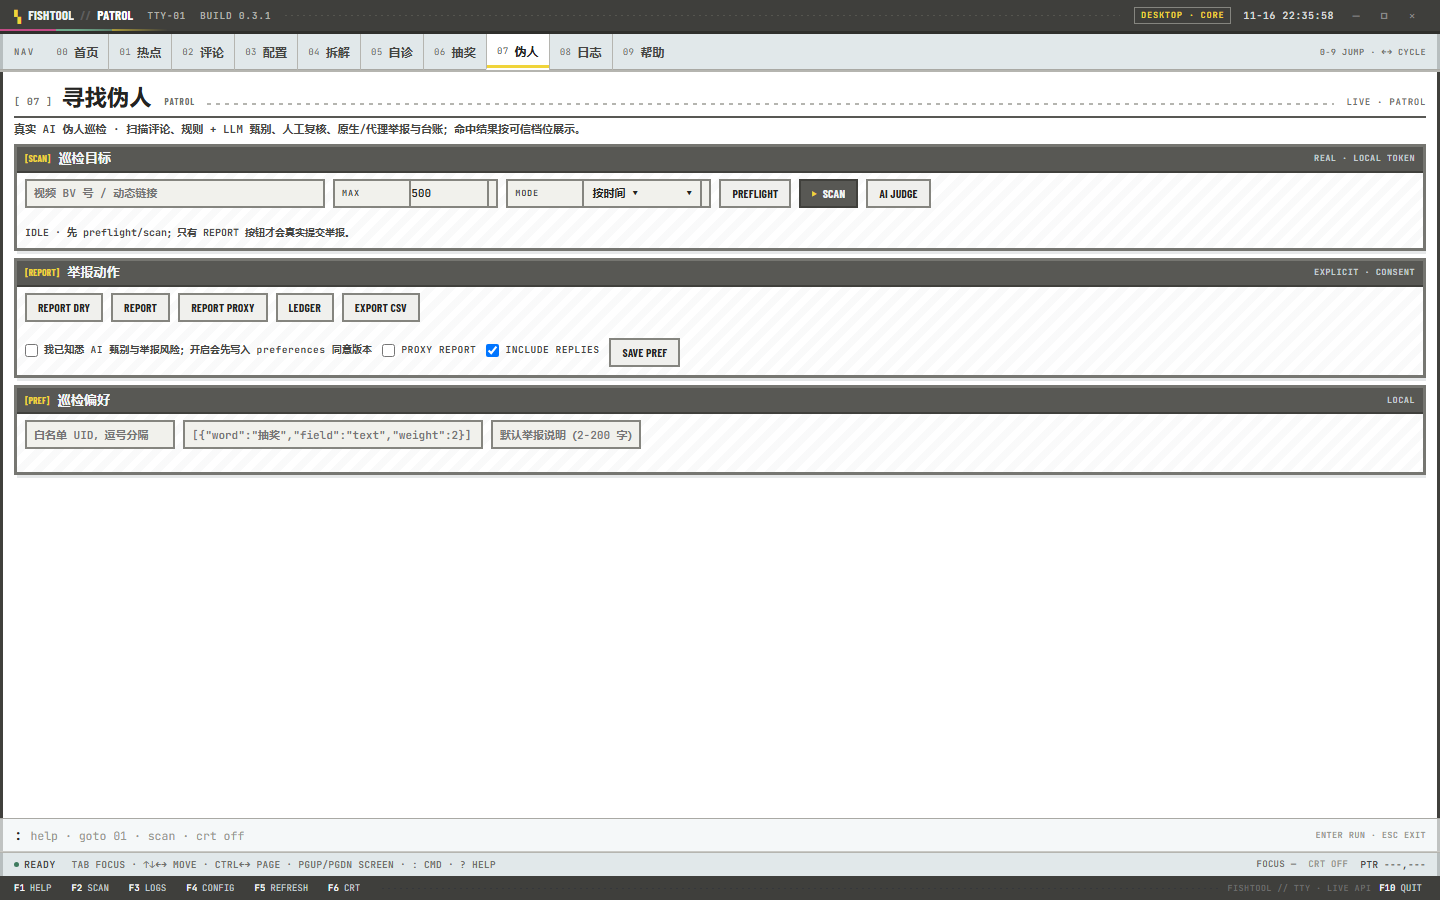 FISHTOOL // PATROL TTY-01 BUILD 0.3.1 DESKTOP · CORE 11-16 22:35:58
NAV 00 首页 01 热点 02 评论 03 配置 04 拆解 05 自诊 06 抽奖 07 伪人 08 日志 09 帮助 0-9 JUMP · ↔ CYCLE
[ 07 ] 寻找伪人 PATROL LIVE · PATROL
真实 AI 伪人巡检 · 扫描评论、规则 + LLM 甄别、人工复核、原生/代理举报与台账; 命中结果按可信档位展示。
[SCAN] 巡检目标 REAL · LOCAL TOKEN
视频 BV 号 / 动态链接 MAX 500 MODE 按时间 PREFLIGHT SCAN AI JUDGE
IDLE · 先 preflight/scan; 只有 REPORT 按钮才会真实提交举报。
[REPORT] 举报动作 EXPLICIT · CONSENT
REPORT DRY REPORT REPORT PROXY LEDGER EXPORT CSV
我已知悉 AI 甄别与举报风险; 开启会先写入 preferences 同意版本 PROXY REPORT INCLUDE REPLIES SAVE PREF
[PREF] 巡检偏好 LOCAL
白名单 UID, 逗号分隔 [{"word":"抽奖","field":"text","weight":2}] 默认举报说明 (2-200 字)
: help · goto 01 · scan · crt off ENTER RUN · ESC EXIT
READY TAB FOCUS · ↑↓↔ MOVE · CTRL↔ PAGE · PGUP/PGDN SCREEN · : CMD · ? HELP FOCUS — CRT OFF PTR ---,---
F1 HELP F2 SCAN F3 LOGS F4 CONFIG F5 REFRESH F6 CRT FISHTOOL // TTY · LIVE API F10 QUIT